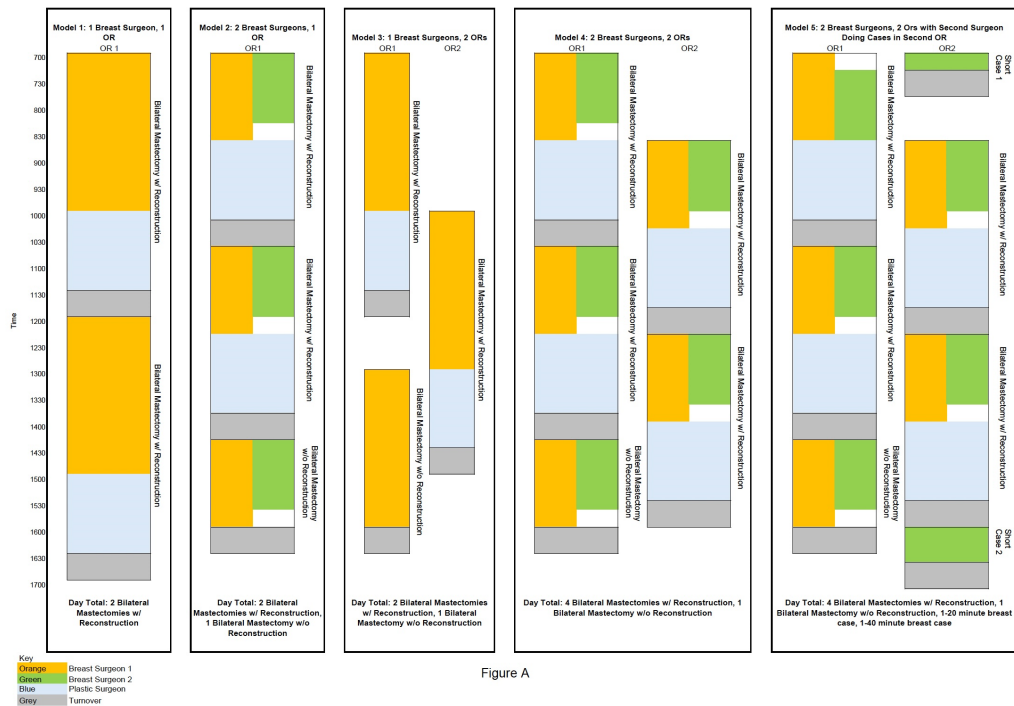 Model 1: 1 Breast Surgeon, 1
OR
OR 1
Model 2: 2 Breast Surgeons, 1
OR
OR1
Model 3: 1 Breast Surgeons, 2 ORs
OR1
OR2
Model 4: 2 Breast Surgeons, 2 ORs
OR1
OR2
Model 5: 2 Breast Surgeons, 2 Ors with Second Surgeon
Doing Cases in Second OR
OR1
OR2
Time
700
730
800
830
900
930
1000
1030
1100
1130
1200
1230
1300
1330
1400
1430
1500
1530
1600
1630
1700
Bilateral Mastectomy w/ Reconstruction
Bilateral Mastectomy w/ Reconstruction
Bilateral Mastectomy w/ Reconstruction
Bilateral Mastectomy w/ Reconstruction
Bilateral Mastectomy
w/o Reconstruction
Bilateral Mastectomy w/ Reconstruction
Bilateral Mastectomy w/o Reconstruction
Bilateral Mastectomy w/ Reconstruction
Bilateral Mastectomy w/ Reconstruction
Bilateral Mastectomy w/ Reconstruction
Bilateral Mastectomy
w/o Reconstruction
Bilateral Mastectomy w/ Reconstruction
Bilateral Mastectomy w/ Reconstruction
Bilateral Mastectomy w/ Reconstruction
Bilateral Mastectomy w/ Reconstruction
Bilateral Mastectomy
w/o Reconstruction
Short
Case 1
Bilateral Mastectomy w/ Reconstruction
Bilateral Mastectomy w/ Reconstruction
Short
Case 2
Day Total: 2 Bilateral
Mastectomies w/
Reconstruction
Day Total: 2 Bilateral
Mastectomies w/ Reconstruction,
1 Bilateral Mastectomy w/o
Reconstruction
Day Total: 2 Bilateral Mastectomies
w/ Reconstruction, 1 Bilateral
Mastectomy w/o Reconstruction
Day Total: 4 Bilateral Mastectomies w/ Reconstruction, 1
Bilateral Mastectomy w/o Reconstruction
Day Total: 4 Bilateral Mastectomies w/ Reconstruction, 1
Bilateral Mastectomy w/o Reconstruction, 1-20 minute breast
case, 1-40 minute breast case
Key
Orange Breast Surgeon 1
Green Breast Surgeon 2
Blue Plastic Surgeon
Grey Turnover
Figure A